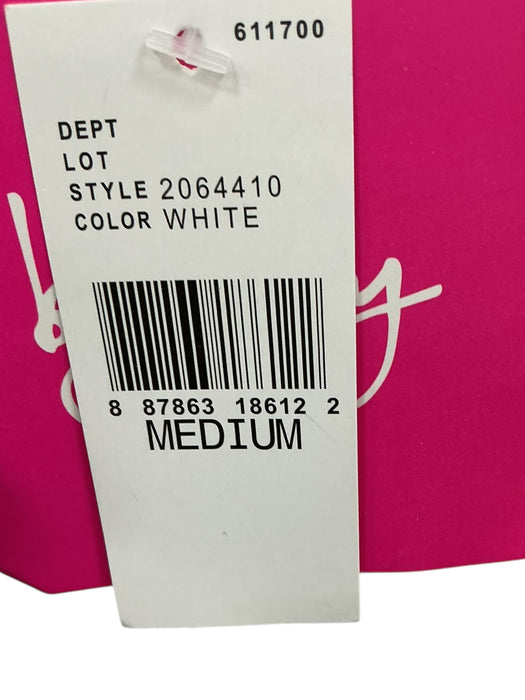 611700
DEPT
LOT
STYLE 2064410
COLOR WHITE
8 87863 18612 2
MEDIUM